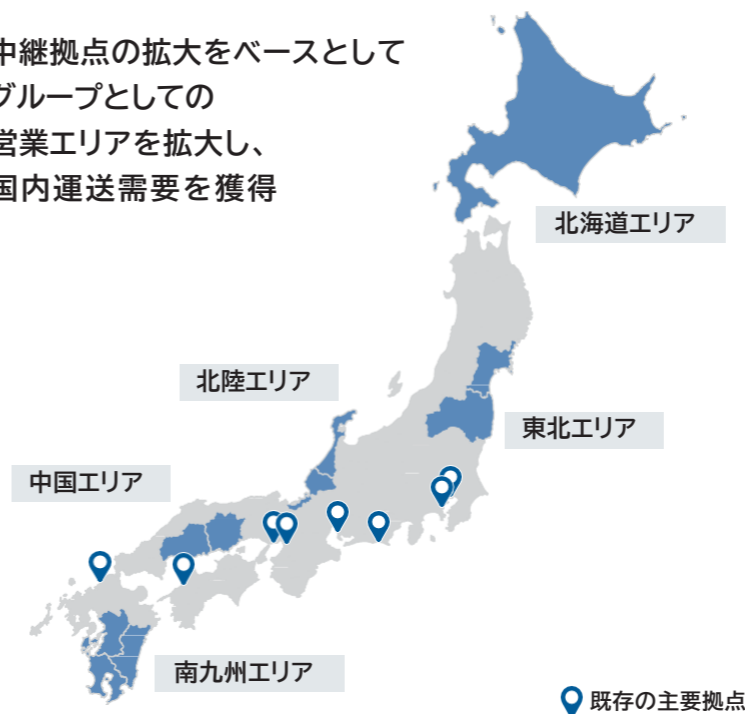 中継拠点の拡大をベースとして
グループとしての
営業エリアを拡大し、
国内運送需要を獲得
北海道エリア
北陸エリア
東北エリア
中国エリア
南九州エリア
既存の主要拠点